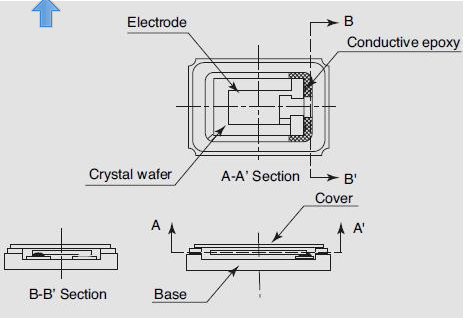 Electrode
B
Conductive epoxy
Crystal wafer
A-A' Section
B'
Cover
A
A'
B-B' Section
Base